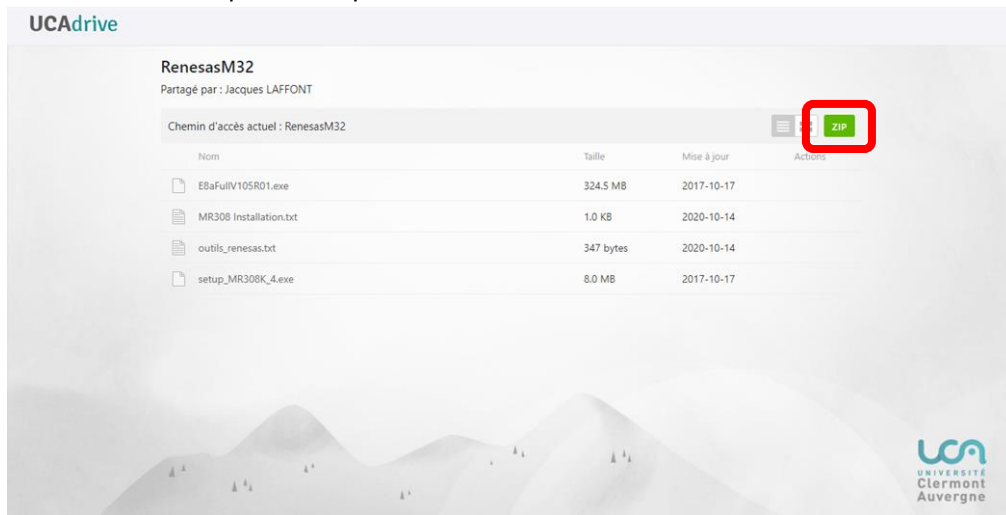 UCAdrive
RenesasM32
Partagé par : Jacques LAFFONT
Chemin d'accès actuel : RenesasM32
ZIP
Nom Taille Mise à jour Actions
E8aFullV105R01.exe 324.5 MB 2017-10-17
MR308 Installation.txt 1.0 KB 2020-10-14
outils_renesas.txt 347 bytes 2020-10-14
setup_MR308K_4.exe 8.0 MB 2017-10-17
uca
UNIVERSITÉ
Clermont
Auvergne